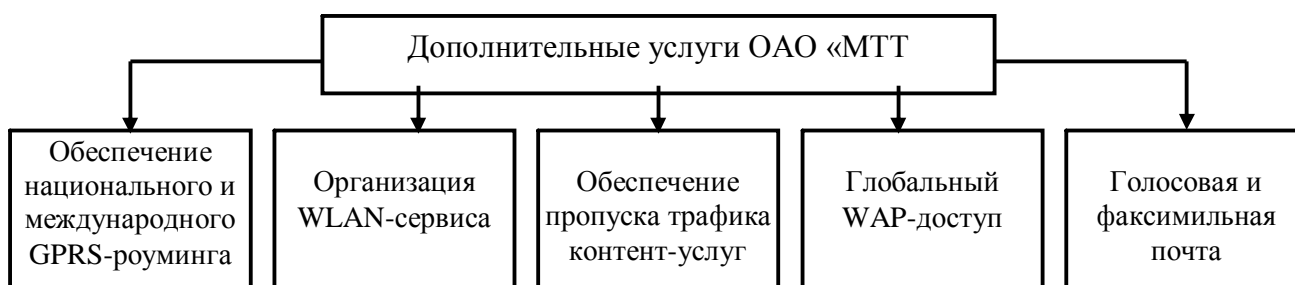 Дополнительные услуги ОАО «МТТ
Обеспечение
национального и
международного
GPRS-роуминга
Организация
WLAN-сервиса
Обеспечение
пропуска трафика
контент-услуг
Глобальный
WAP-доступ
Голосовая и
факсимильная
почта